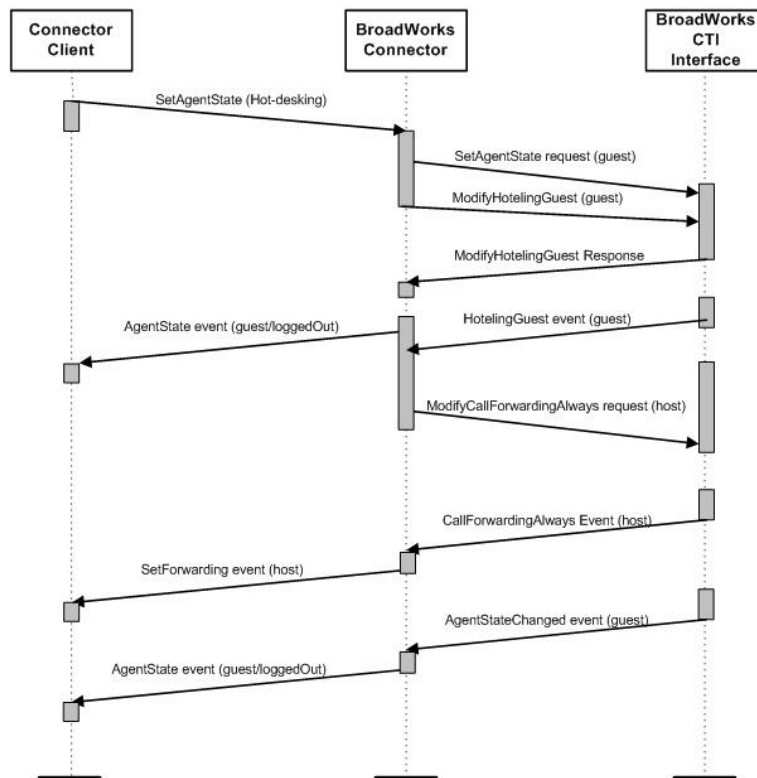 Connector
Client
BroadWorks
Connector
BroadWorks
CTI
Interface
SetAgentState (Hot-desking)
SetAgentState request (guest)
ModifyHotelingGuest (guest)
ModifyHotelingGuest Response
HotelingGuest event (guest)
AgentState event (guest/loggedOut)
ModifyCallForwardingAlways request (host)
CallForwardingAlways Event (host)
SetForwarding event (host)
AgentStateChanged event (guest)
AgentState event (guest/loggedOut)